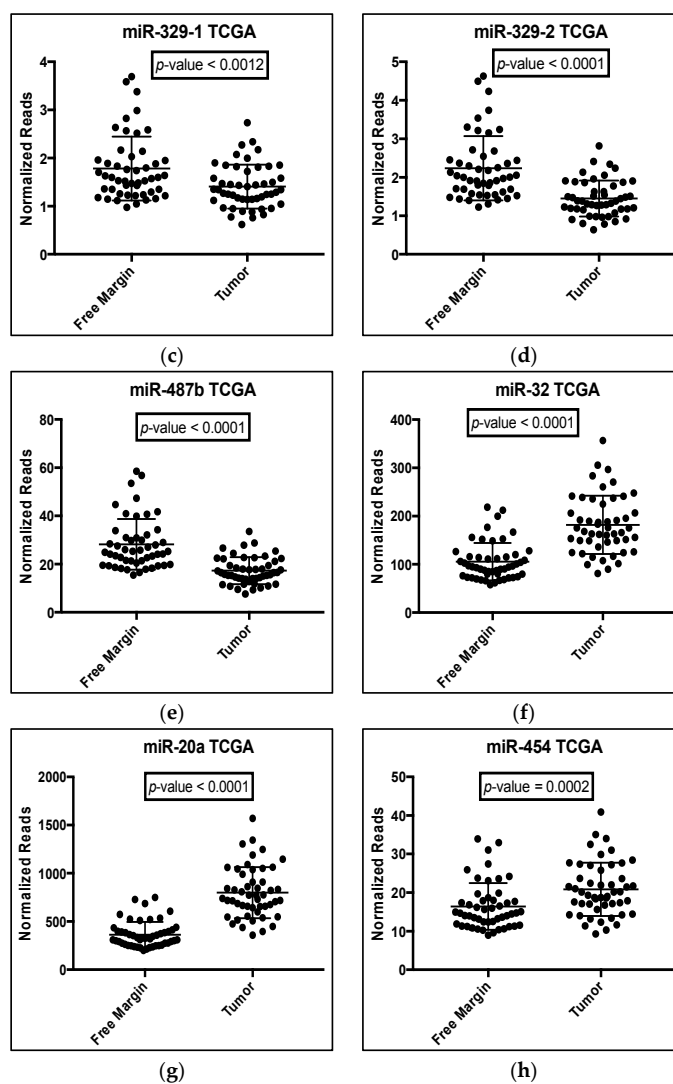 miR-329-1 TCGA
p-value < 0.0012
Normalized Reads
4
3
2
1
0
Free Margin
Tumor
(c)
miR-329-2 TCGA
p-value < 0.0001
Normalized Reads
5
4
3
2
1
0
Free Margin
Tumor
(d)
miR-487b TCGA
p-value < 0.0001
Normalized Reads
80
60
40
20
0
Free Margin
Tumor
(e)
miR-32 TCGA
p-value < 0.0001
Normalized Reads
400
300
200
100
0
Free Margin
Tumor
(f)
miR-20a TCGA
p-value < 0.0001
Normalized Reads
2000
1500
1000
500
0
Free Margin
Tumor
(g)
miR-454 TCGA
p-value = 0.0002
Normalized Reads
50
40
30
20
10
0
Free Margin
Tumor
(h)